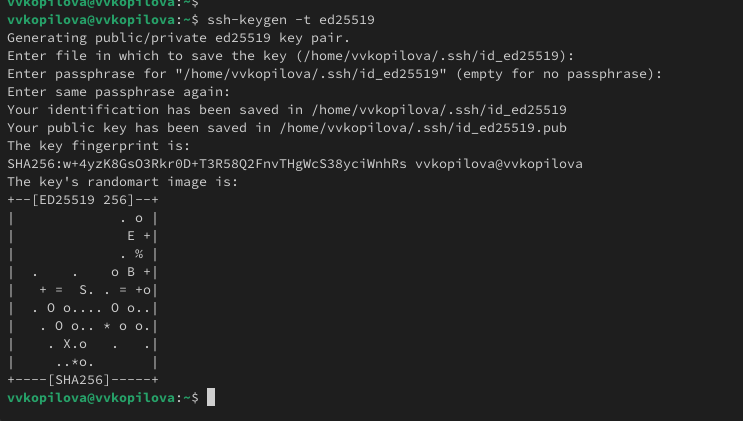 vvkopilova@vvkopilova:~$
vvkopilova@vvkopilova:~$ ssh-keygen -t ed25519
Generating public/private ed25519 key pair.
Enter file in which to save the key (/home/vvkopilova/.ssh/id_ed25519):
Enter passphrase for "/home/vvkopilova/.ssh/id_ed25519" (empty for no passphrase):
Enter same passphrase again:
Your identification has been saved in /home/vvkopilova/.ssh/id_ed25519
Your public key has been saved in /home/vvkopilova/.ssh/id_ed25519.pub
The key fingerprint is:
SHA256:w+4yzK8GsO3Rkr0D+T3R58Q2FnvTHgWcS38yciWnhRs vvkopilova@vvkopilova
The key's randomart image is:
+--[ED25519 256]--+
|              . o |
|               E +|
|              . % |
|  .    .    o B +|
|   + =  S. . = +o|
|  . O o.... O o..|
|   . O o.. * o o.|
|    . X.o   .   .|
|     ..*o.       |
+----[SHA256]-----+
vvkopilova@vvkopilova:~$